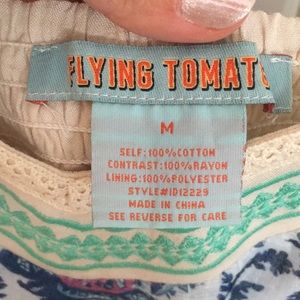 FLYING TOMATO
M
SELF:100%COTTON
CONTRAST:100%RAYON
LINING:100%POLYESTER
STYLE#ID12229
MADE IN CHINA
SEE REVERSE FOR CARE